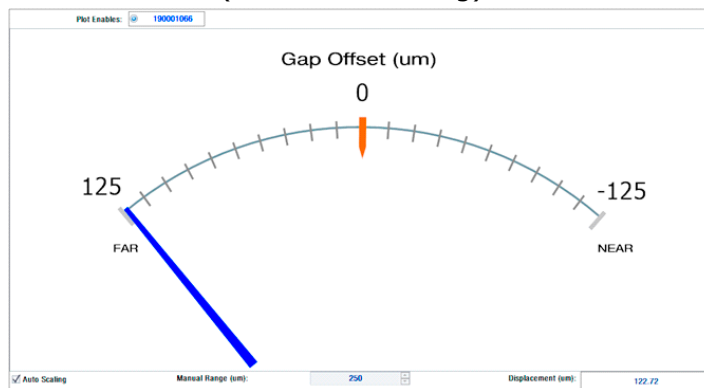 Plot Enables: 190001066
Gap Offset (um)
0
125
-125
FAR
NEAR
Auto Scaling Manual Range (um): 250 Displacement (um): 122.72